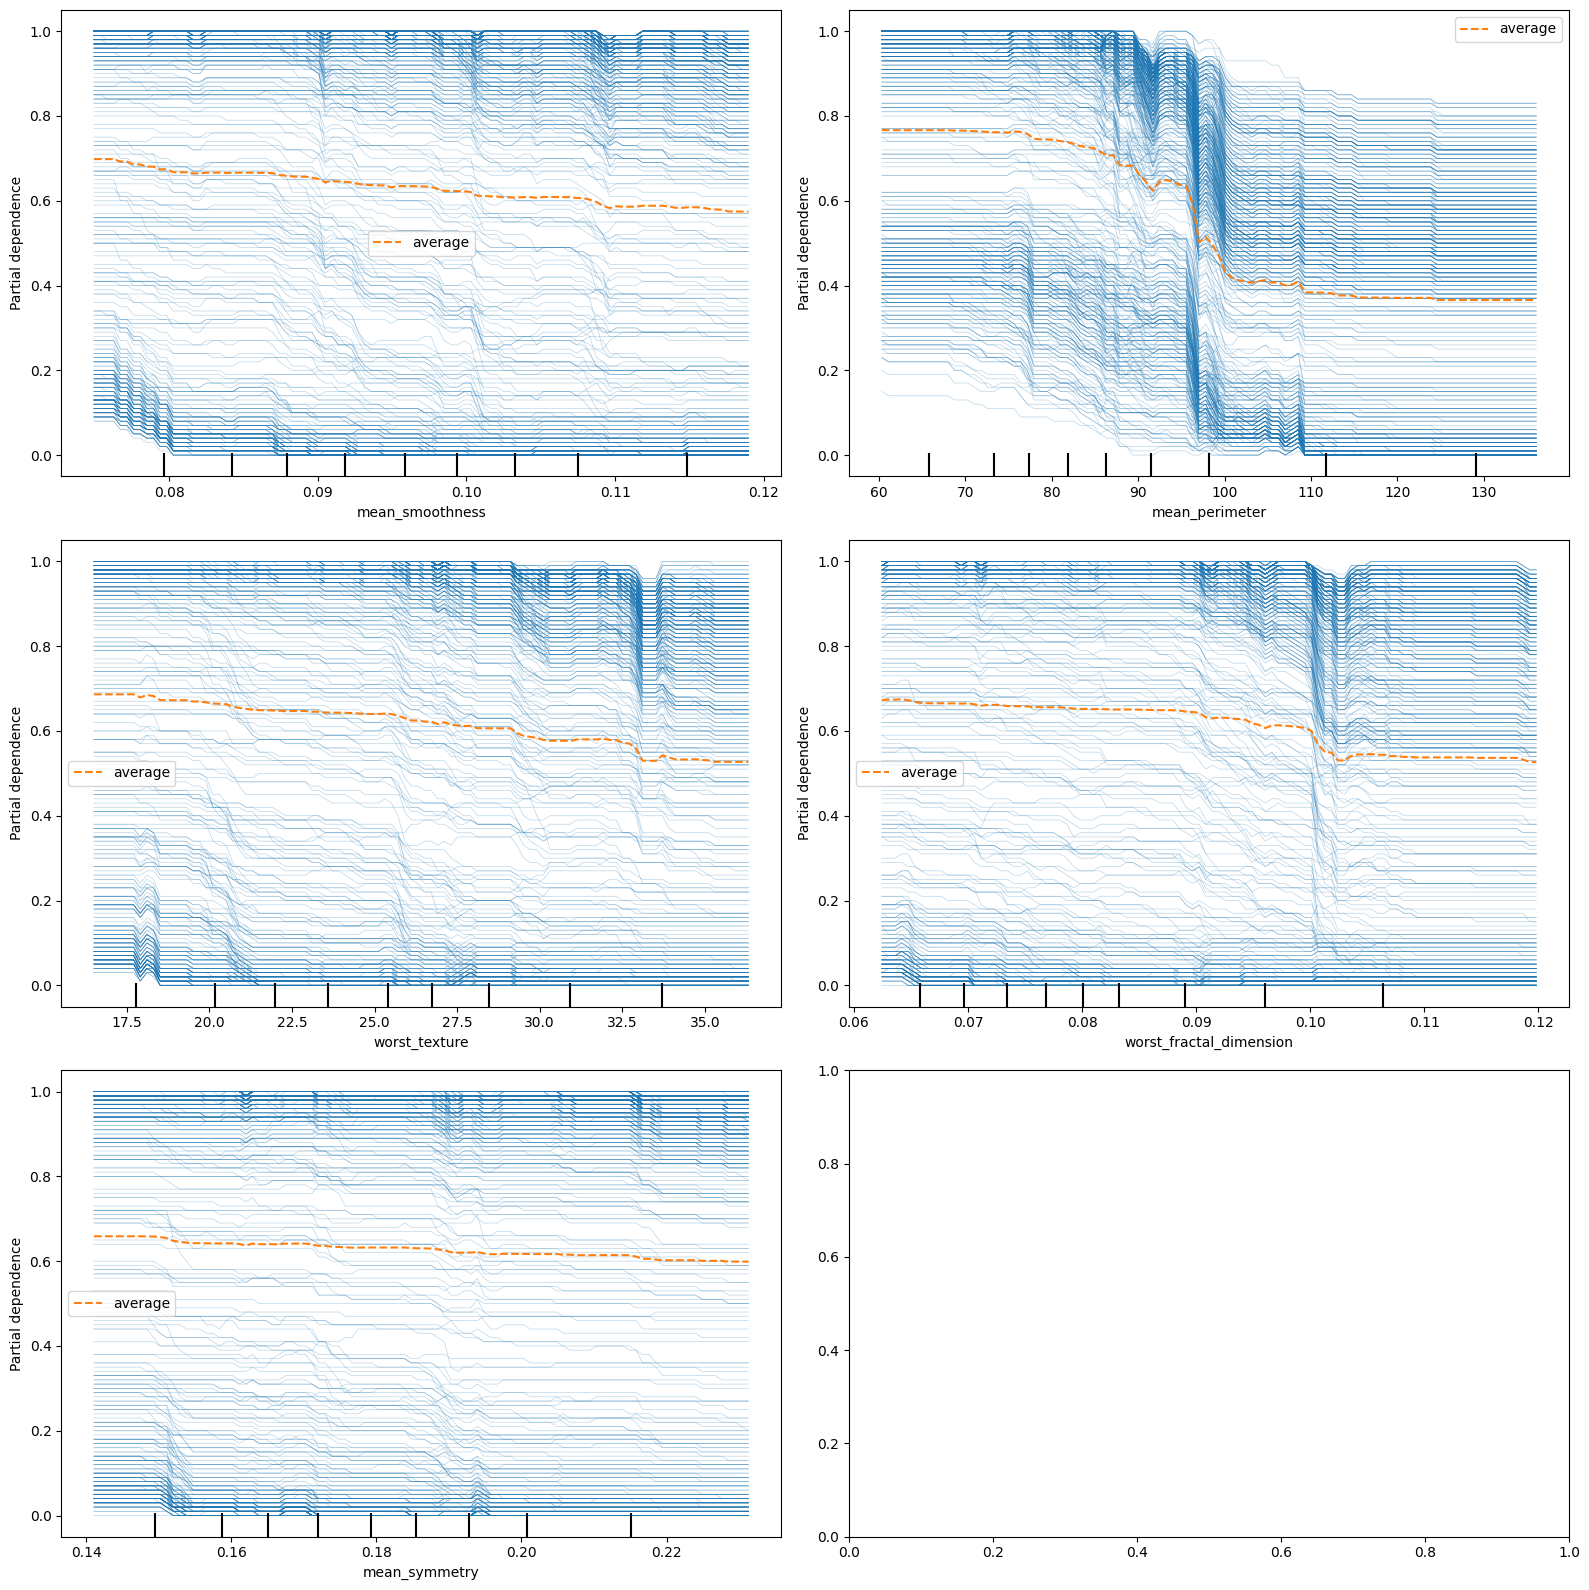 1.0
0.8
0.6
0.4
0.2
0.0
Partial dependence
average
0.08 0.09 0.10 0.11 0.12
mean_smoothness
1.0
0.8
0.6
0.4
0.2
0.0
Partial dependence
average
60 70 80 90 100 110 120 130
mean_perimeter
1.0
0.8
0.6
0.4
0.2
0.0
Partial dependence
average
17.5 20.0 22.5 25.0 27.5 30.0 32.5 35.0
worst_texture
1.0
0.8
0.6
0.4
0.2
0.0
Partial dependence
average
0.06 0.07 0.08 0.09 0.10 0.11 0.12
worst_fractal_dimension
1.0
0.8
0.6
0.4
0.2
0.0
Partial dependence
average
0.14 0.16 0.18 0.20 0.22
mean_symmetry
1.0
0.8
0.6
0.4
0.2
0.0
0.0 0.2 0.4 0.6 0.8 1.0